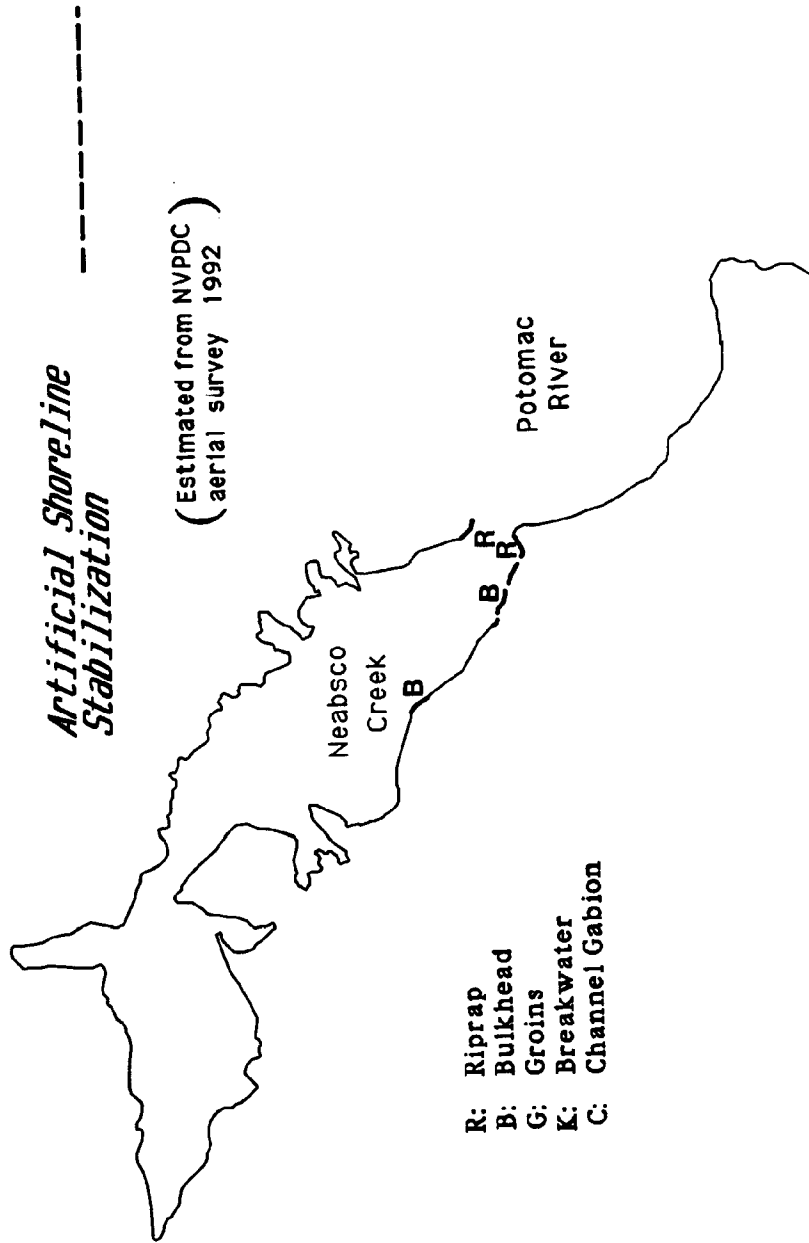 Artificial Shoreline
Stabilization
(Estimated from NVPDC
aerial survey 1992)
Neabsco
Creek
Potomac
River
B
B
R
R
R: Riprap
B: Bulkhead
G: Groins
K: Breakwater
C: Channel Gabion